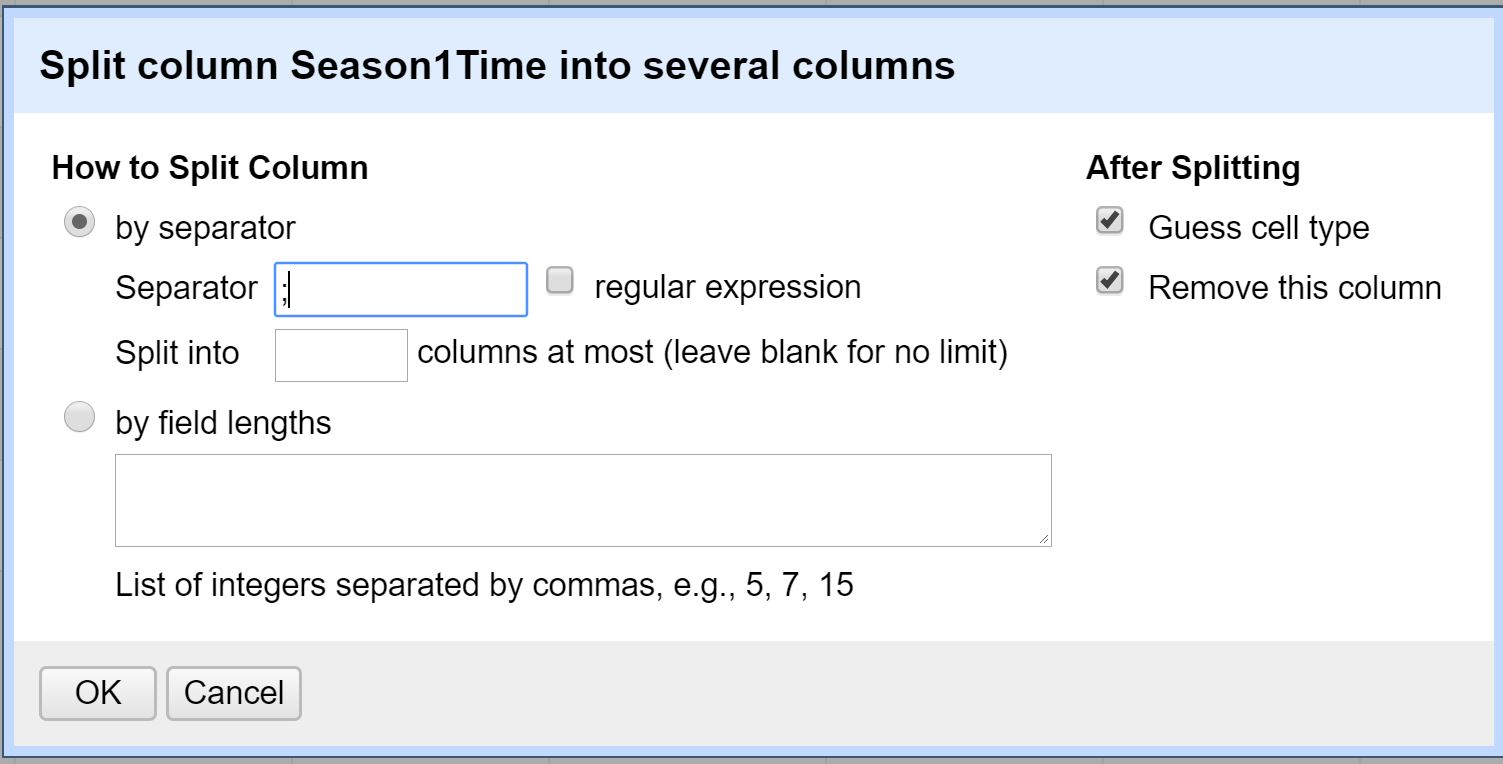 Split column Season1Time into several columns
How to Split Column
by separator
Separator ; regular expression
Split into columns at most (leave blank for no limit)
by field lengths
List of integers separated by commas, e.g., 5, 7, 15
After Splitting
Guess cell type
Remove this column
OK Cancel